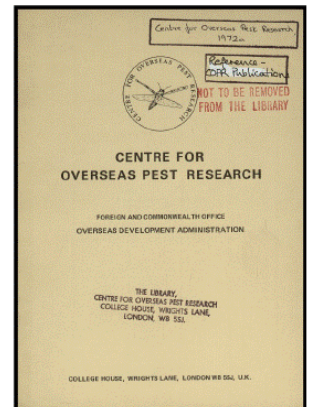 Centre for Overseas Pest Research
1972a
Reference -
COPR Publications
CENTRE FOR OVERSEAS PEST RESEARCH
NOT TO BE REMOVED
FROM THE LIBRARY
CENTRE FOR
OVERSEAS PEST RESEARCH
FOREIGN AND COMMONWEALTH OFFICE
OVERSEAS DEVELOPMENT ADMINISTRATION
THE LIBRARY,
CENTRE FOR OVERSEAS PEST RESEARCH
COLLEGE HOUSE, WRIGHTS LANE,
LONDON, W8 5SJ.
COLLEGE HOUSE, WRIGHTS LANE, LONDON W8 5SJ, U.K.